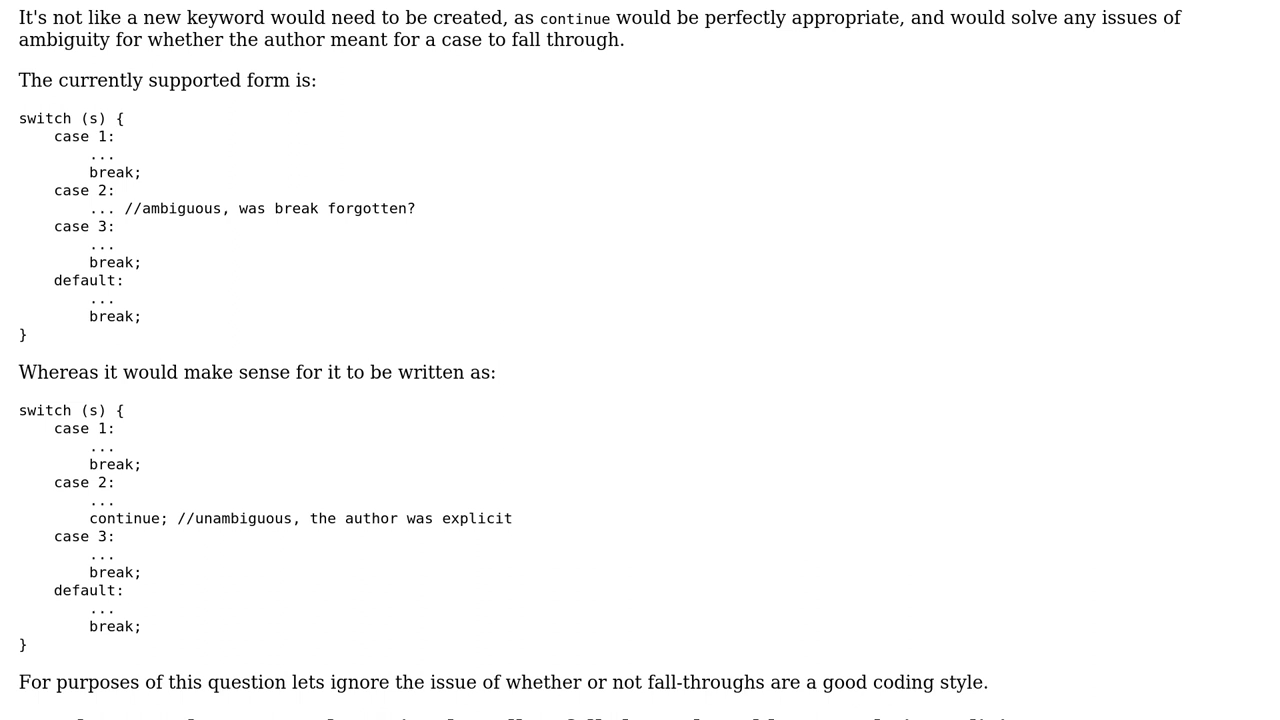 It's not like a new keyword would need to be created, as continue would be perfectly appropriate, and would solve any issues of
ambiguity for whether the author meant for a case to fall through.
The currently supported form is:
switch (s) {
    case 1:
        ...
        break;
    case 2:
        ... //ambiguous, was break forgotten?
    case 3:
        ...
        break;
    default:
        ...
        break;
}
Whereas it would make sense for it to be written as:
switch (s) {
    case 1:
        ...
        break;
    case 2:
        ...
        continue; //unambiguous, the author was explicit
    case 3:
        ...
        break;
    default:
        ...
        break;
}
For purposes of this question lets ignore the issue of whether or not fall-throughs are a good coding style.